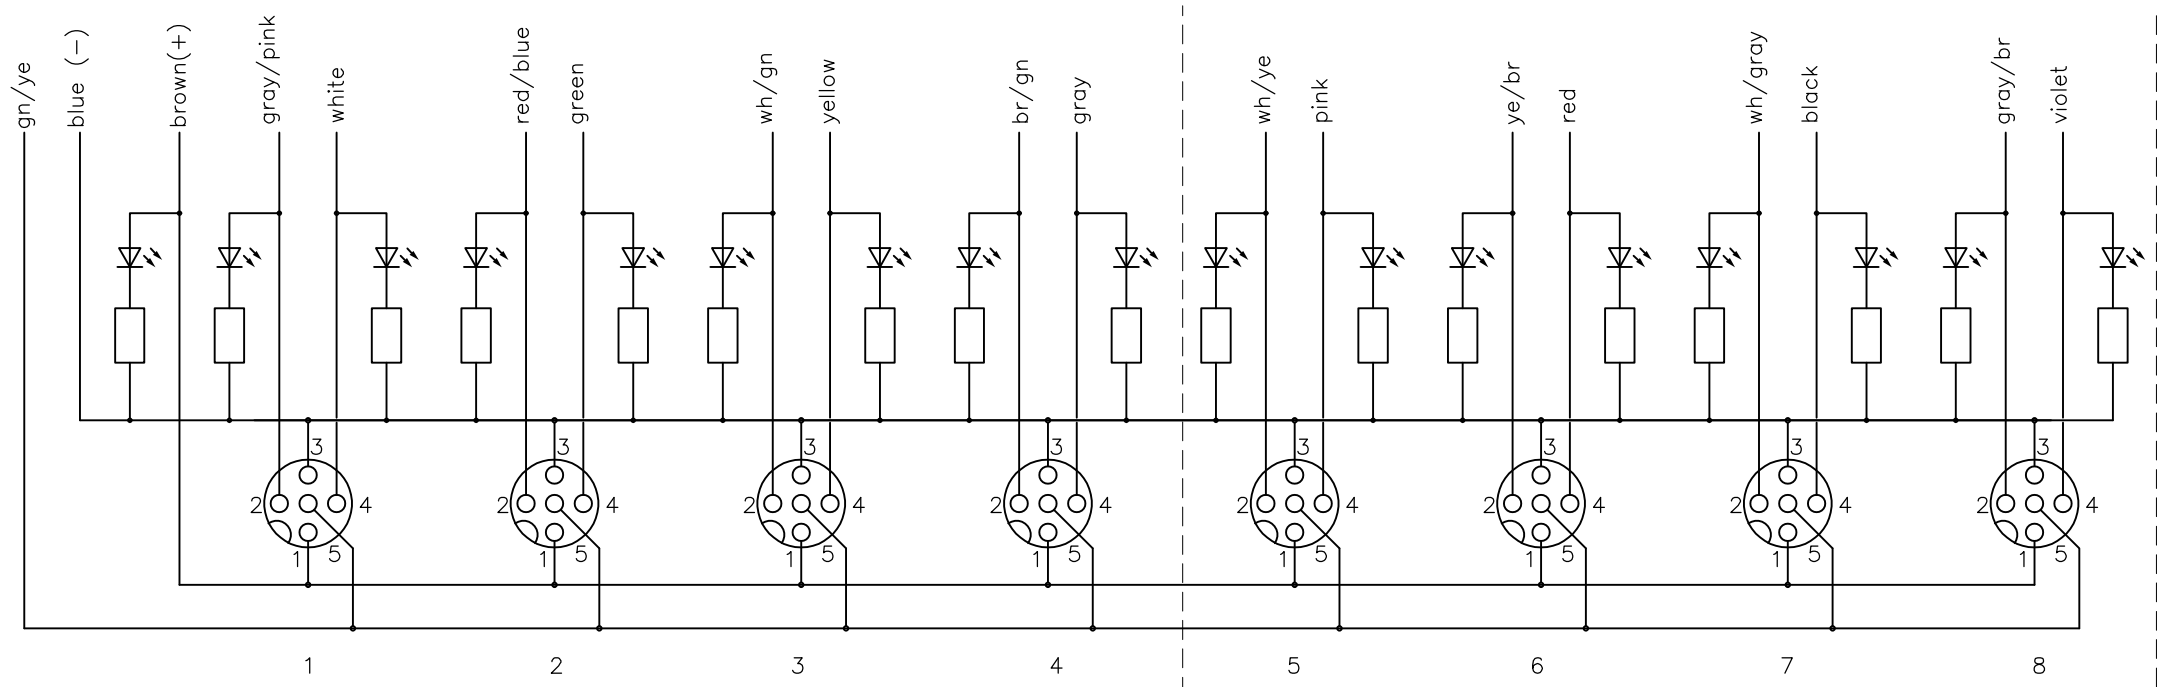 gn/ye
blue (-)
brown(+)
gray/pink
white
red/blue
green
wh/gn
yellow
br/gn
gray
wh/ye
pink
ye/br
red
wh/gray
black
gray/br
violet
3 3 3 3 3 3 3 3
2 4 2 4 2 4 2 4 2 4 2 4 2 4 2 4
1 5 1 5 1 5 1 5 1 5 1 5 1 5 1 5
1 2 3 4 5 6 7 8